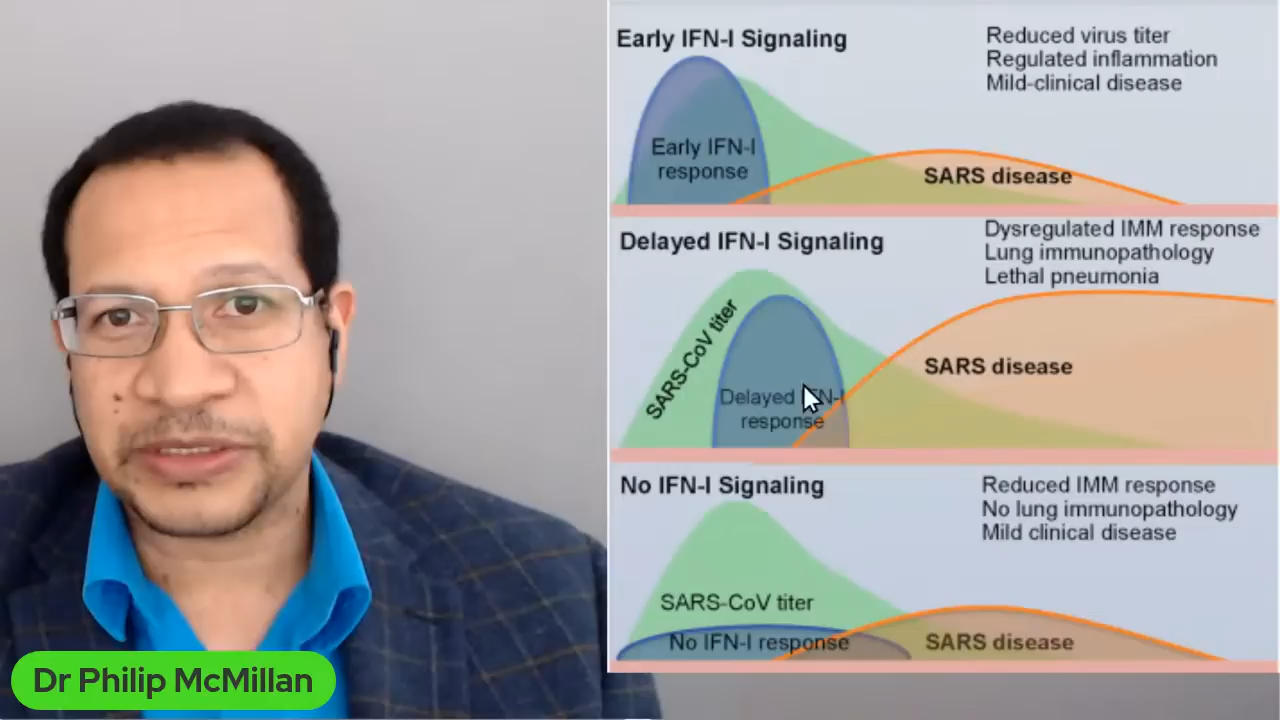 Early IFN-I Signaling
Reduced virus titer
Regulated inflammation
Mild-clinical disease
Early IFN-I
response
SARS disease
Delayed IFN-I Signaling
Dysregulated IMM response
Lung immunopathology
Lethal pneumonia
SARS-CoV titer
Delayed IFN-I
response
SARS disease
No IFN-I Signaling
Reduced IMM response
No lung immunopathology
Mild clinical disease
SARS-CoV titer
No IFN-I response
SARS disease
Dr Philip McMillan